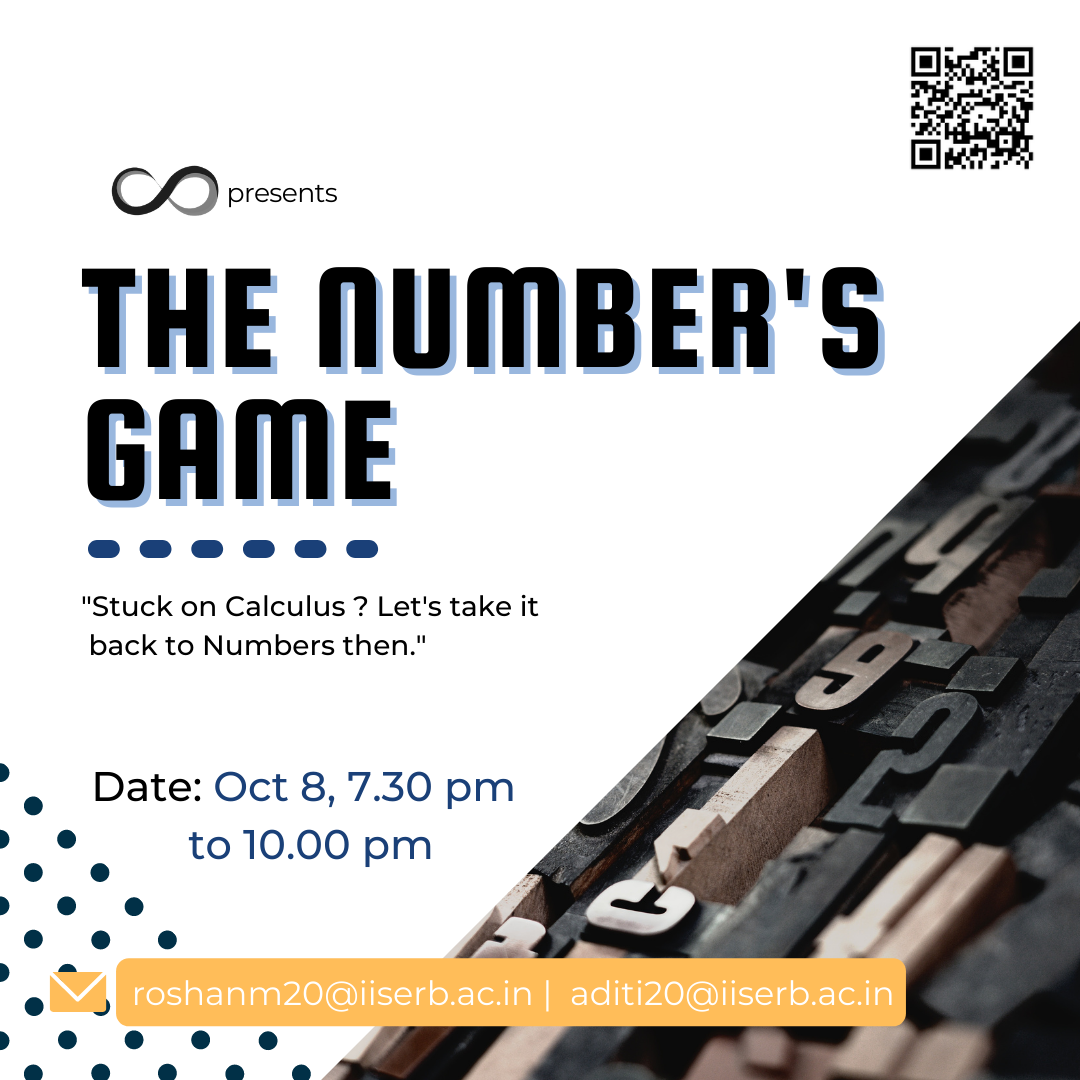 presents
THE NUMBER'S
GAME
"Stuck on Calculus ? Let's take it
back to Numbers then."
Date: Oct 8, 7.30 pm
to 10.00 pm
roshanm20@iiserb.ac.in | aditi20@iiserb.ac.in